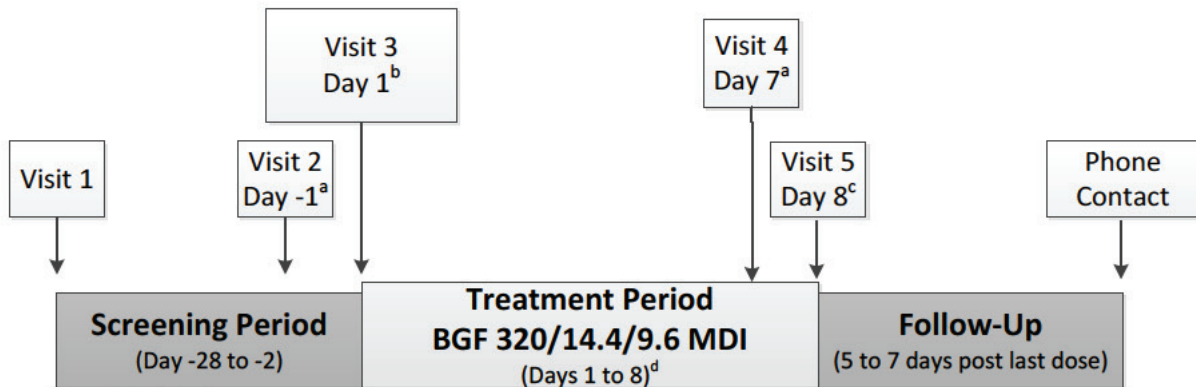 Visit 3
Day 1ᵇ
Visit 4
Day 7ᵃ
Visit 1
Visit 2
Day -1ᵃ
Visit 5
Day 8ᶜ
Phone
Contact
Screening Period
(Day -28 to -2)
Treatment Period
BGF 320/14.4/9.6 MDI
(Days 1 to 8)ᵈ
Follow-Up
(5 to 7 days post last dose)